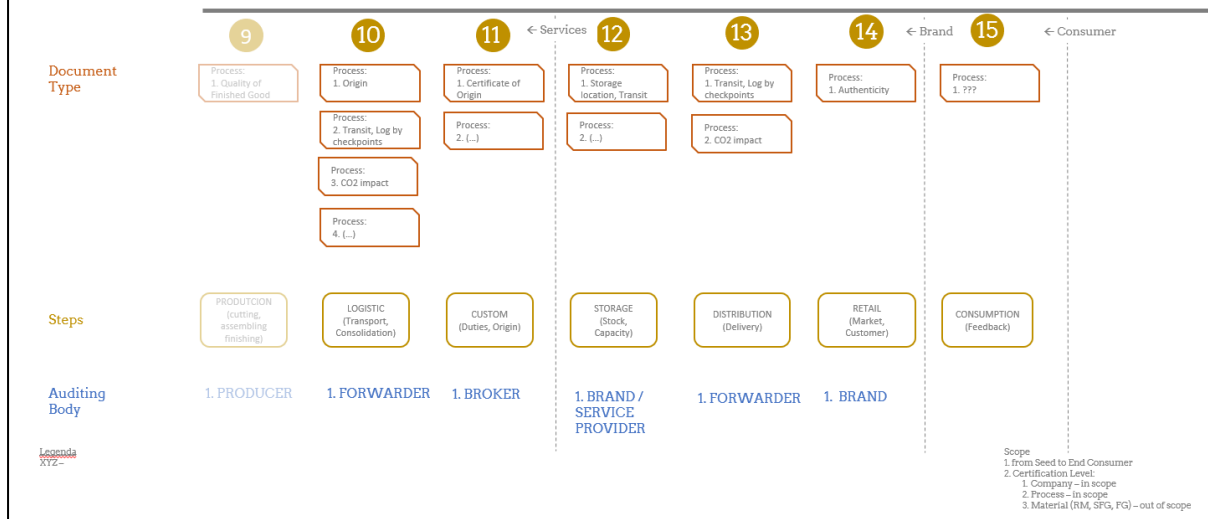 9
10
11
← Services
12
13
14
← Brand
15
← Consumer
Document
Type
Process:
1. Quality of
Finished Good
Process:
1. Origin
Process:
2. Transit, Log by
checkpoints
Process:
3. CO2 impact
Process:
4. (...)
Process:
1. Certificate of
Origin
Process:
2. (...)
Process:
1. Storage
location, Transit
Process:
2. (...)
Process:
1. Transit, Log by
checkpoints
Process:
2. CO2 impact
Process:
1. Authenticity
Process:
1. ???
Steps
PRODUTCION
(cutting,
assembling
finishing)
LOGISTIC
(Transport,
Consolidation)
CUSTOM
(Duties, Origin)
STORAGE
(Stock,
Capacity)
DISTRIBUTION
(Delivery)
RETAIL
(Market,
Customer)
CONSUMPTION
(Feedback)
Auditing
Body
1. PRODUCER
1. FORWARDER
1. BROKER
1. BRAND /
SERVICE
PROVIDER
1. FORWARDER
1. BRAND
Legenda
XYZ–
Scope
1. from Seed to End Consumer
2. Certification Level:
1. Company – in scope
2. Process – in scope
3. Material (RM, SFG, FG) – out of scope